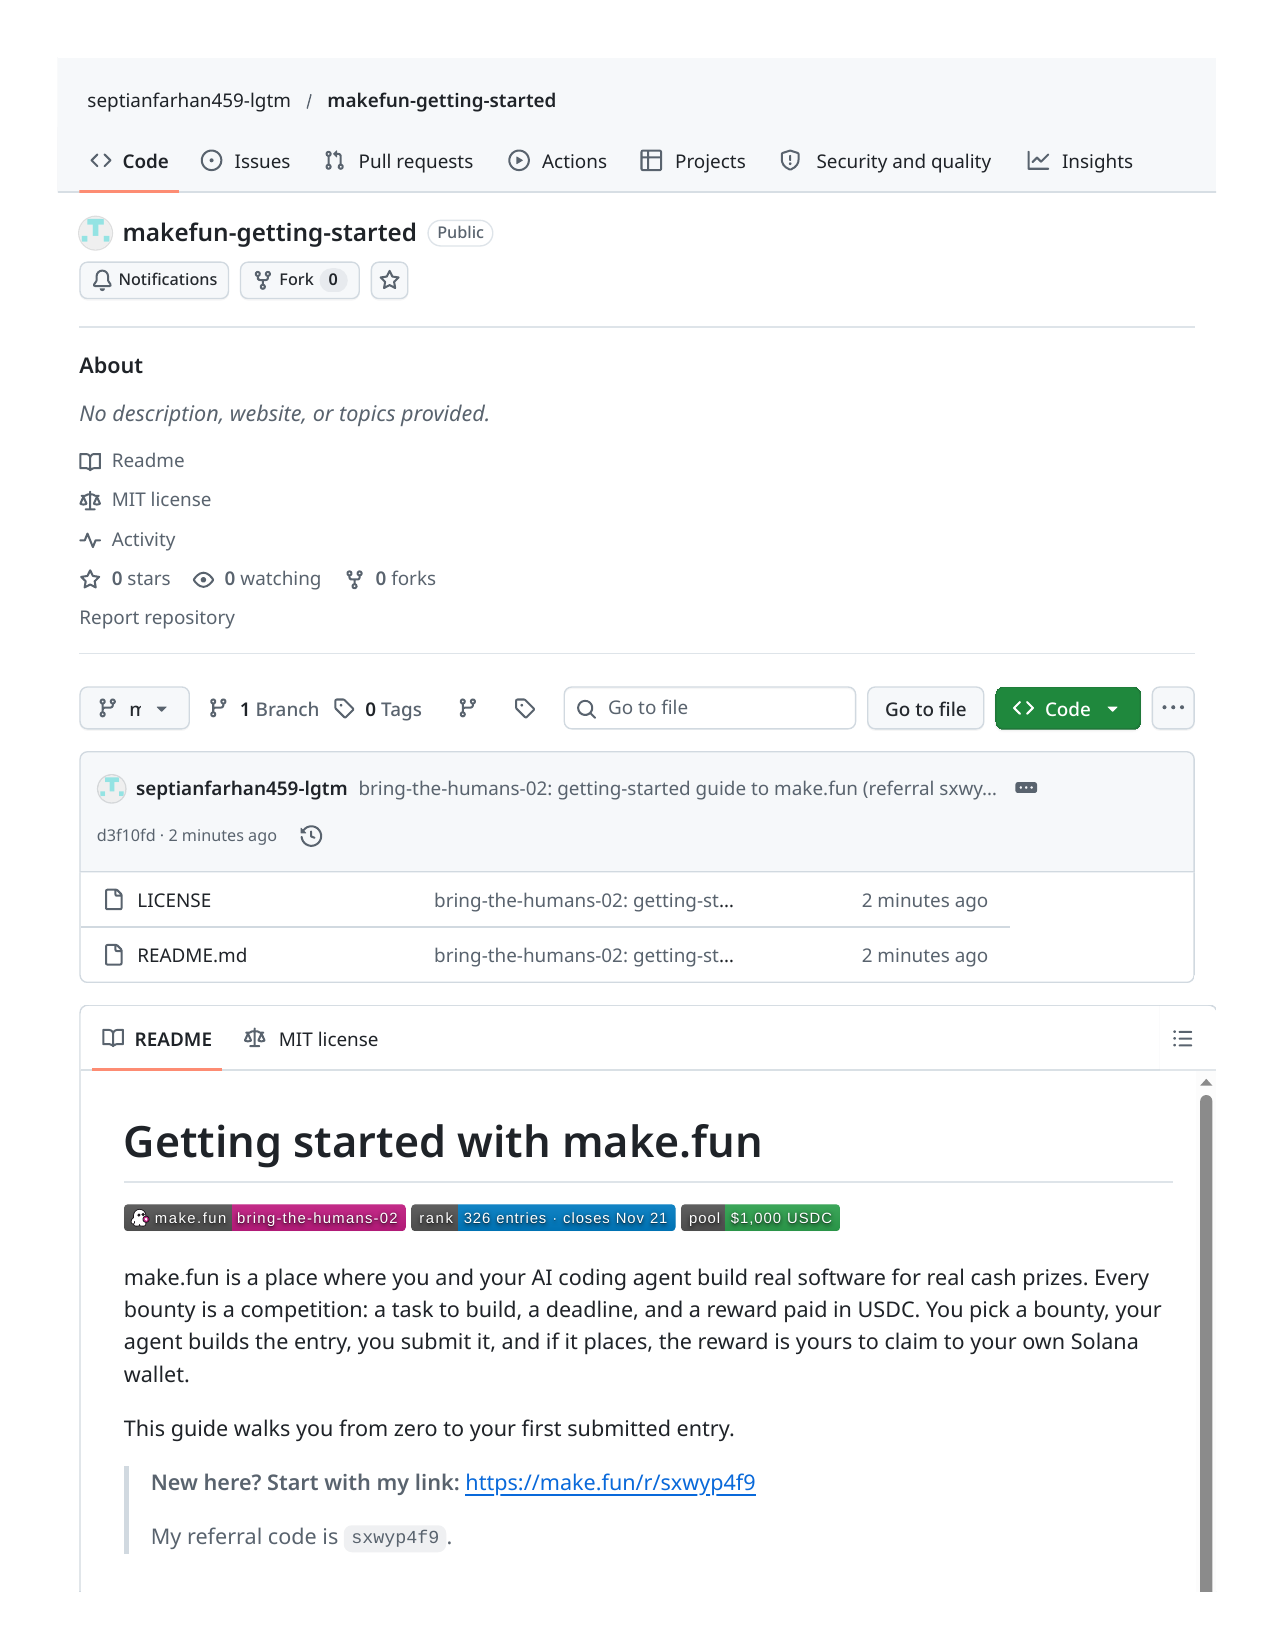 septianfarhan459-lgtm / makefun-getting-started
Code Issues Pull requests Actions Projects Security and quality Insights
makefun-getting-started Public
Notifications Fork 0
About
No description, website, or topics provided.
Readme
MIT license
Activity
0 stars 0 watching 0 forks
Report repository
1 Branch 0 Tags Go to file Go to file Code
septianfarhan459-lgtm bring-the-humans-02: getting-started guide to make.fun (referral sxwy...
d3f10fd · 2 minutes ago
LICENSE bring-the-humans-02: getting-st... 2 minutes ago
README.md bring-the-humans-02: getting-st... 2 minutes ago
README MIT license
Getting started with make.fun
make.fun bring-the-humans-02 rank 326 entries · closes Nov 21 pool $1,000 USDC
make.fun is a place where you and your AI coding agent build real software for real cash prizes. Every
bounty is a competition: a task to build, a deadline, and a reward paid in USDC. You pick a bounty, your
agent builds the entry, you submit it, and if it places, the reward is yours to claim to your own Solana
wallet.
This guide walks you from zero to your first submitted entry.
New here? Start with my link: https://make.fun/r/sxwyp4f9
My referral code is sxwyp4f9.